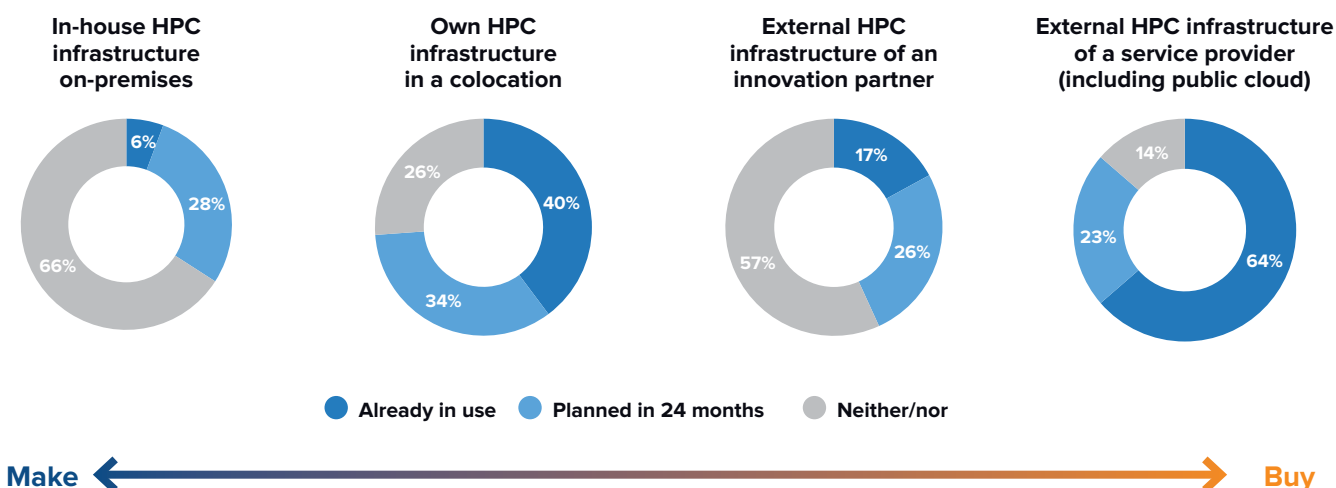 In-house HPC
infrastructure
on-premises
6%
28%
66%
Own HPC
infrastructure
in a colocation
26%
40%
34%
External HPC
infrastructure of an
innovation partner
17%
26%
57%
External HPC infrastructure
of a service provider
(including public cloud)
14%
23%
64%
Already in use
Planned in 24 months
Neither/nor
Make
Buy